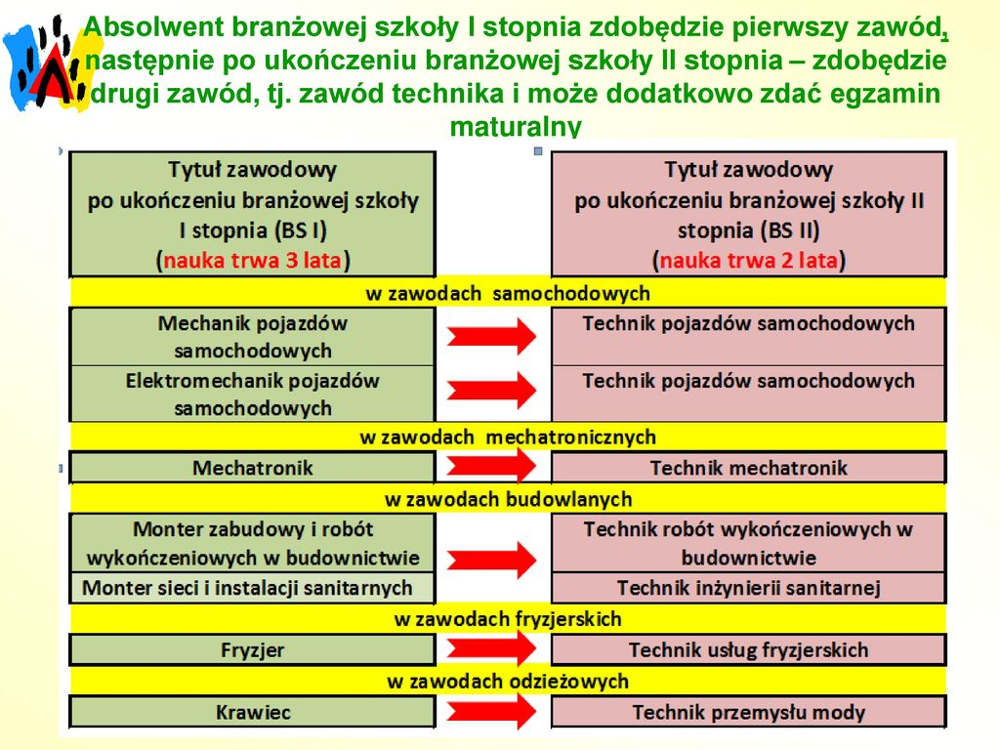 Absolwent branżowej szkoły I stopnia zdobędzie pierwszy zawód,
następnie po ukończeniu branżowej szkoły II stopnia – zdobędzie
drugi zawód, tj. zawód technika i może dodatkowo zdać egzamin
maturalny
Tytuł zawodowy
po ukończeniu branżowej szkoły
I stopnia (BS I)
(nauka trwa 3 lata)
Tytuł zawodowy
po ukończeniu branżowej szkoły II
stopnia (BS II)
(nauka trwa 2 lata)
w zawodach samochodowych
Mechanik pojazdów
samochodowych
Technik pojazdów samochodowych
Elektromechanik pojazdów
samochodowych
Technik pojazdów samochodowych
w zawodach mechatronicznych
Mechatronik
Technik mechatronik
w zawodach budowlanych
Monter zabudowy i robót
wykończeniowych w budownictwie
Technik robót wykończeniowych w
budownictwie
Monter sieci i instalacji sanitarnych
Technik inżynierii sanitarnej
w zawodach fryzjerskich
Fryzjer
Technik usług fryzjerskich
w zawodach odzieżowych
Krawiec
Technik przemysłu mody